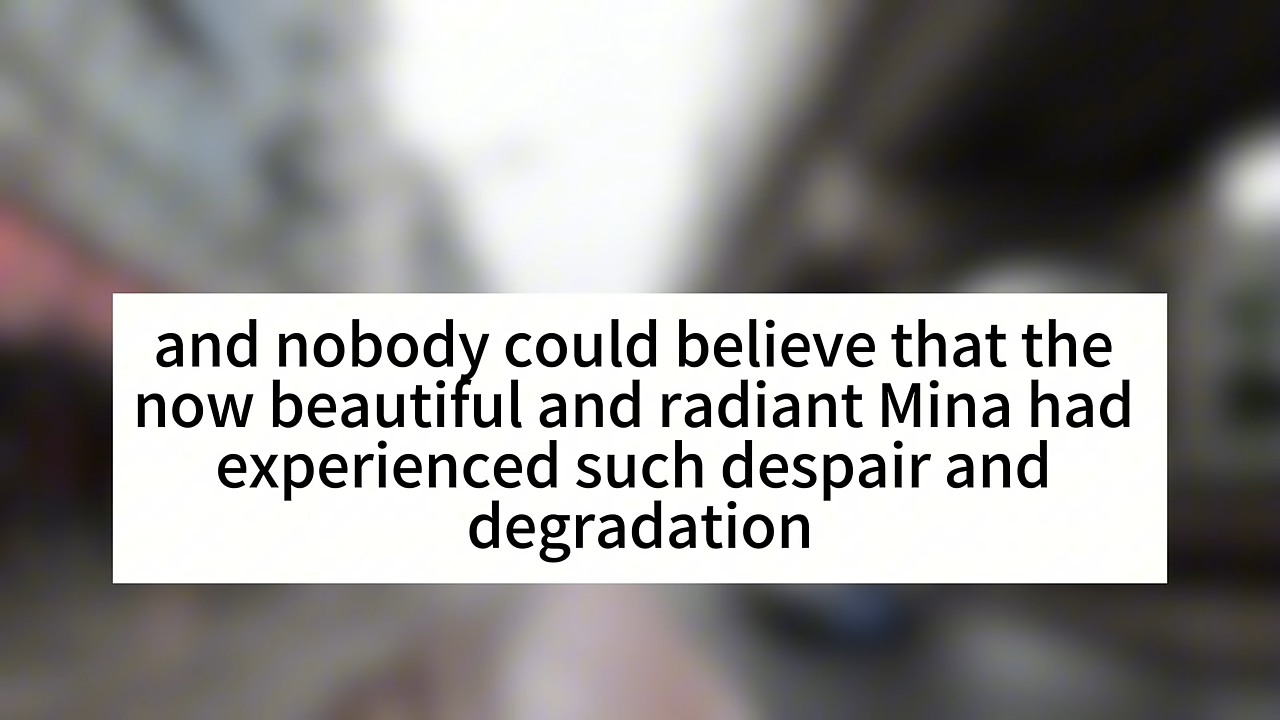 and nobody could believe that the
now beautiful and radiant Mina had
experienced such despair and
degradation